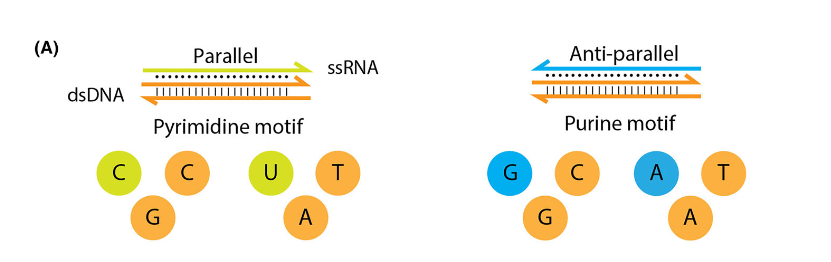 (A)
Parallel
ssRNA
dsDNA
Pyrimidine motif
C C U T
G A
Anti-parallel
Purine motif
G C A T
G A